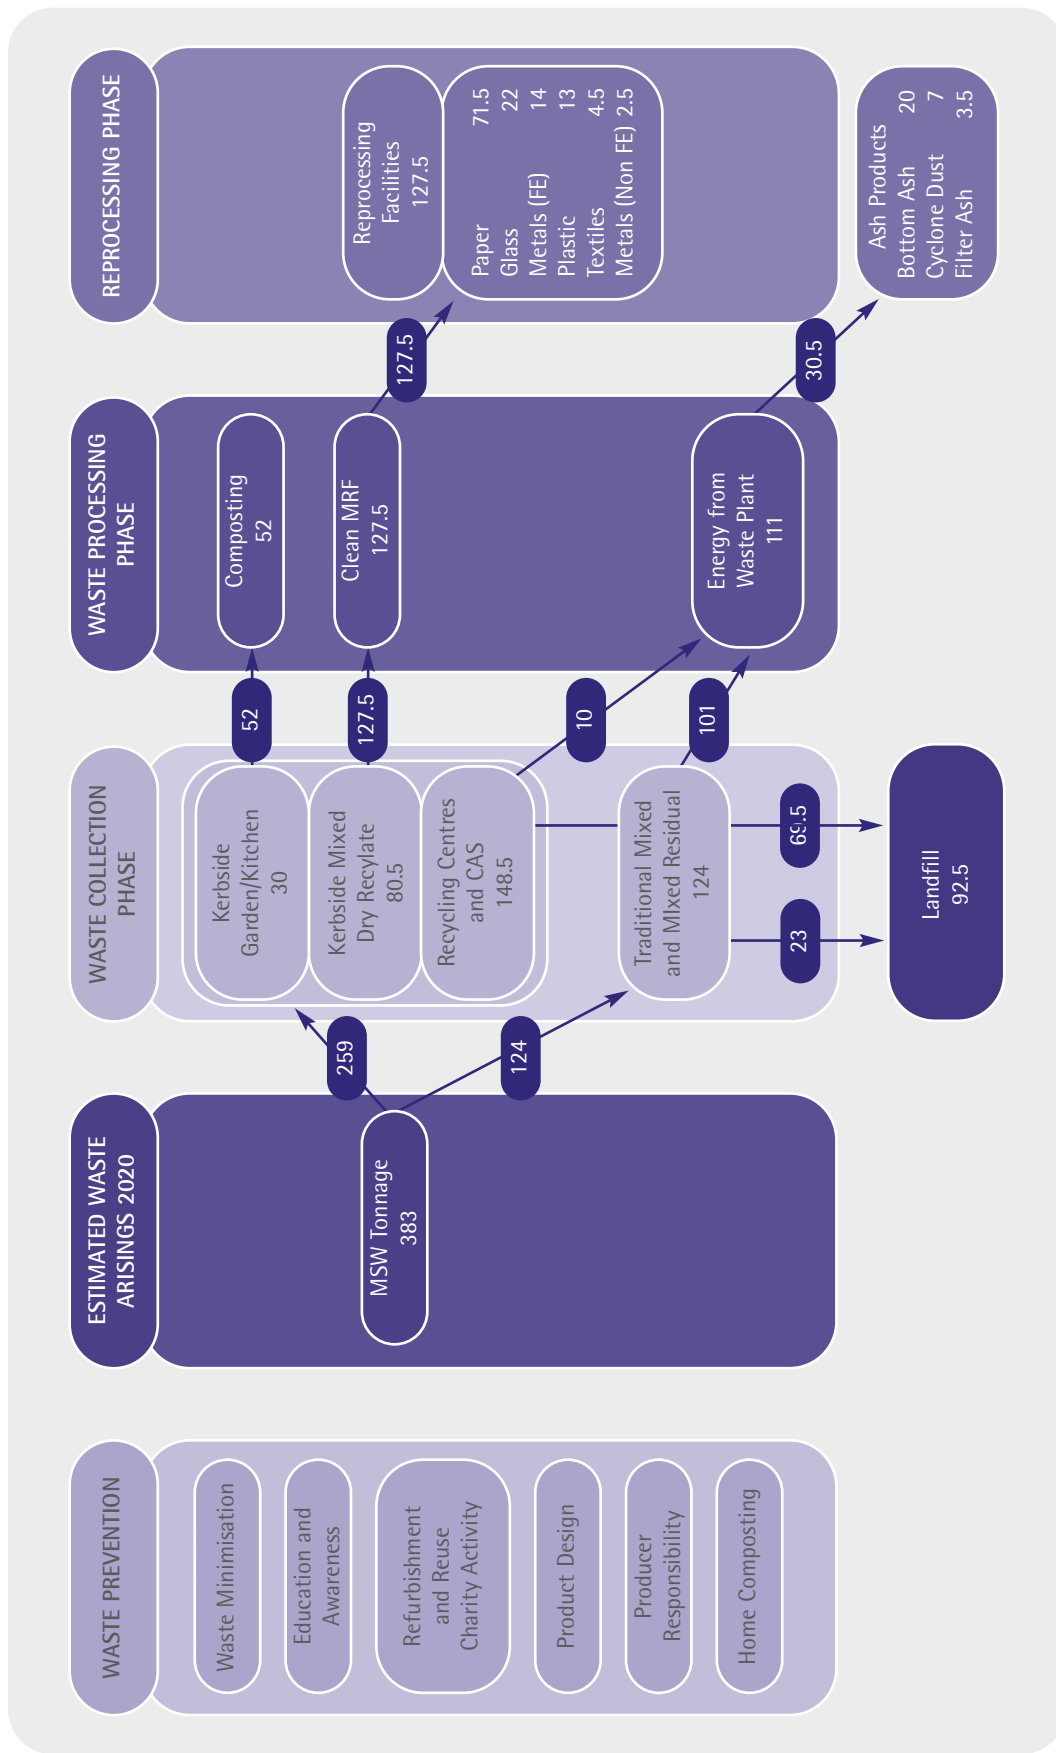 WASTE PREVENTION
Waste Minimisation
Education and
Awareness
Refurbishment
and Reuse
Charity Activity
Product Design
Producer
Responsibility
Home Composting
ESTIMATED WASTE
ARISINGS 2020
MSW Tonnage
383
259
124
WASTE COLLECTION
PHASE
Kerbside
Garden/Kitchen
30
Kerbside Mixed
Dry Recylate
80.5
Recycling Centres
and CAS
148.5
Traditional Mixed
and MIxed Residual
124
23
69.5
Landfill
92.5
52
127.5
10
101
WASTE PROCESSING
PHASE
Composting
52
Clean MRF
127.5
Energy from
Waste Plant
111
127.5
30.5
REPROCESSING PHASE
Reprocessing
Facilities
127.5
Paper 71.5
Glass 22
Metals (FE) 14
Plastic 13
Textiles 4.5
Metals (Non FE) 2.5
Ash Products
Bottom Ash 20
Cyclone Dust 7
Filter Ash 3.5